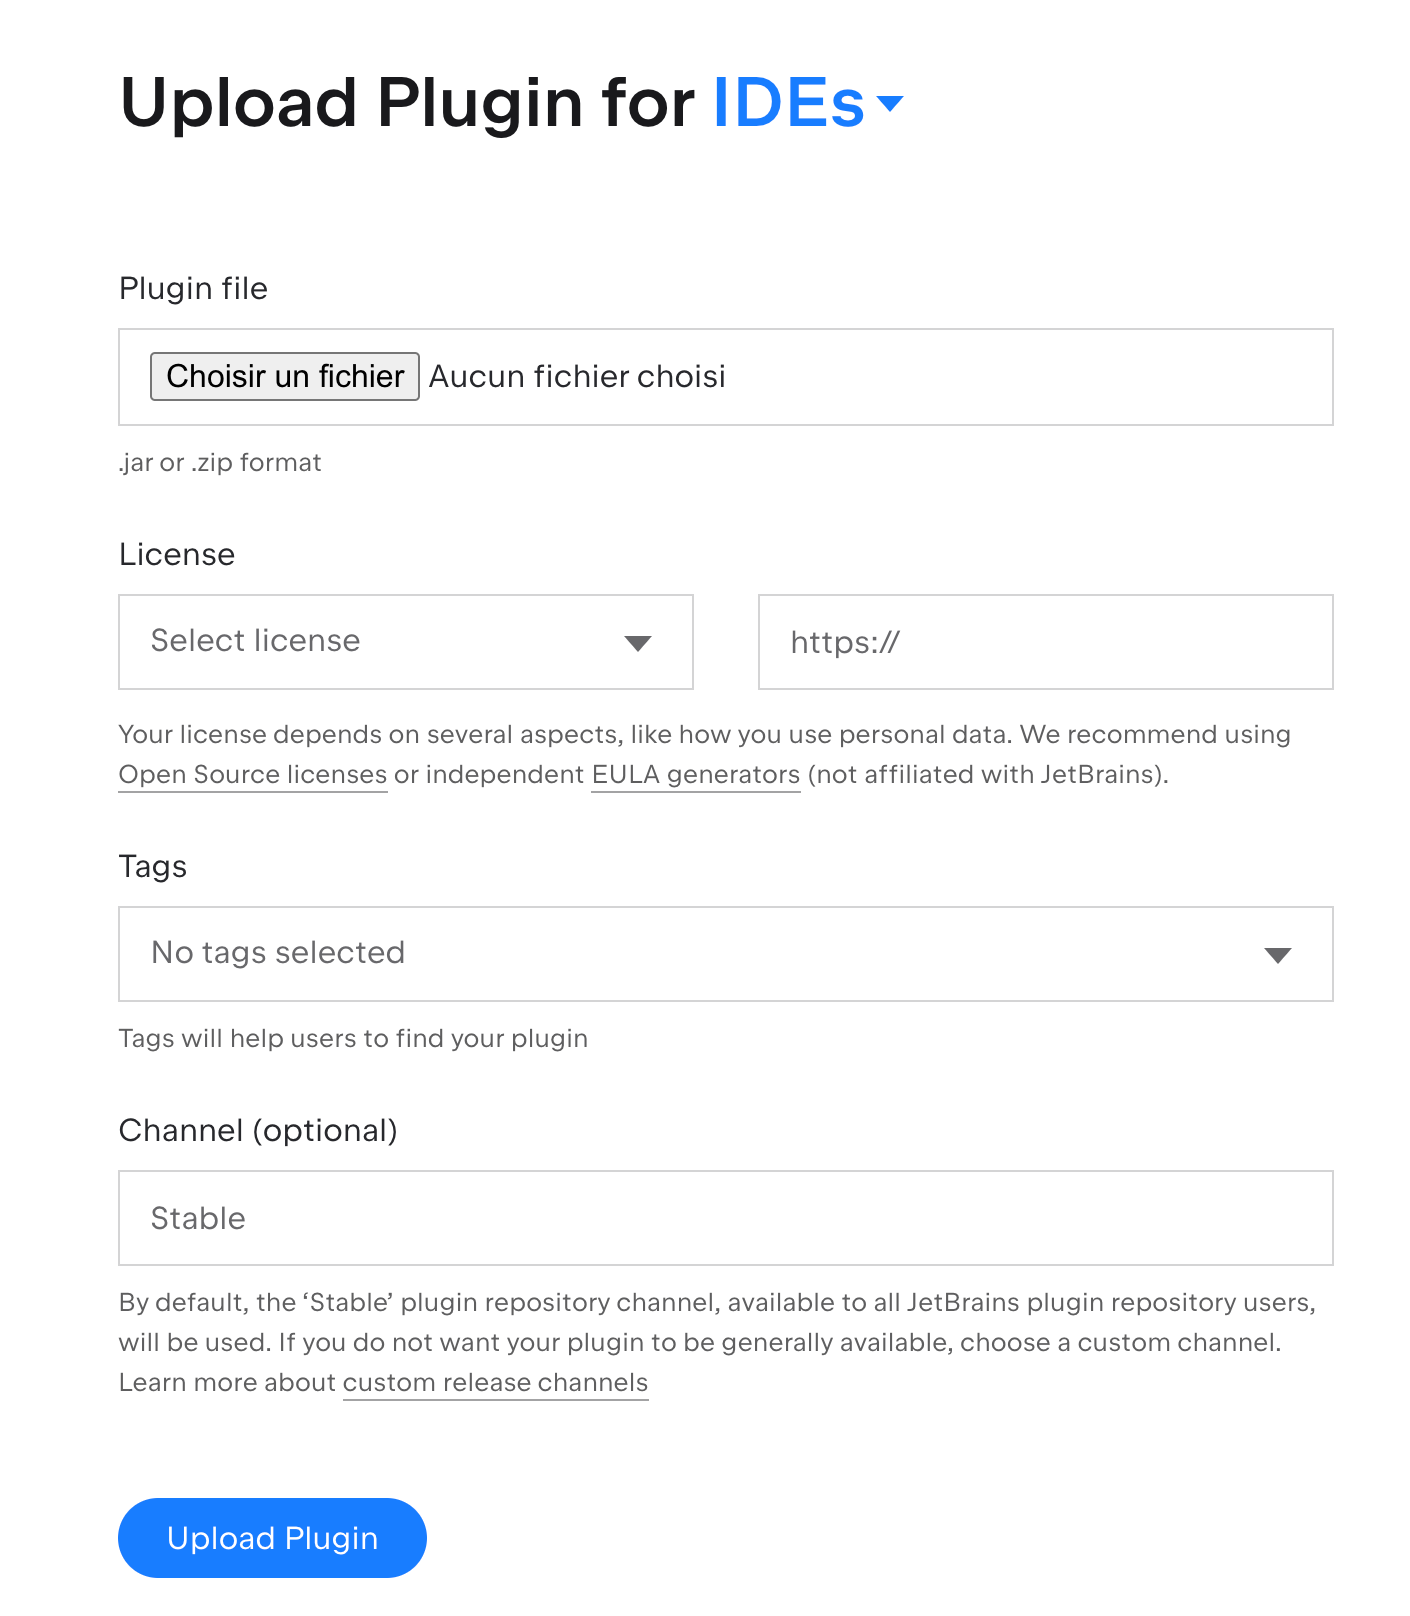 Upload Plugin for IDEs
Plugin file
Choisir un fichier Aucun fichier choisi
.jar or .zip format
License
Select license
https://
Your license depends on several aspects, like how you use personal data. We recommend using
Open Source licenses or independent EULA generators (not affiliated with JetBrains).
Tags
No tags selected
Tags will help users to find your plugin
Channel (optional)
Stable
By default, the ‘Stable’ plugin repository channel, available to all JetBrains plugin repository users,
will be used. If you do not want your plugin to be generally available, choose a custom channel.
Learn more about custom release channels
Upload Plugin